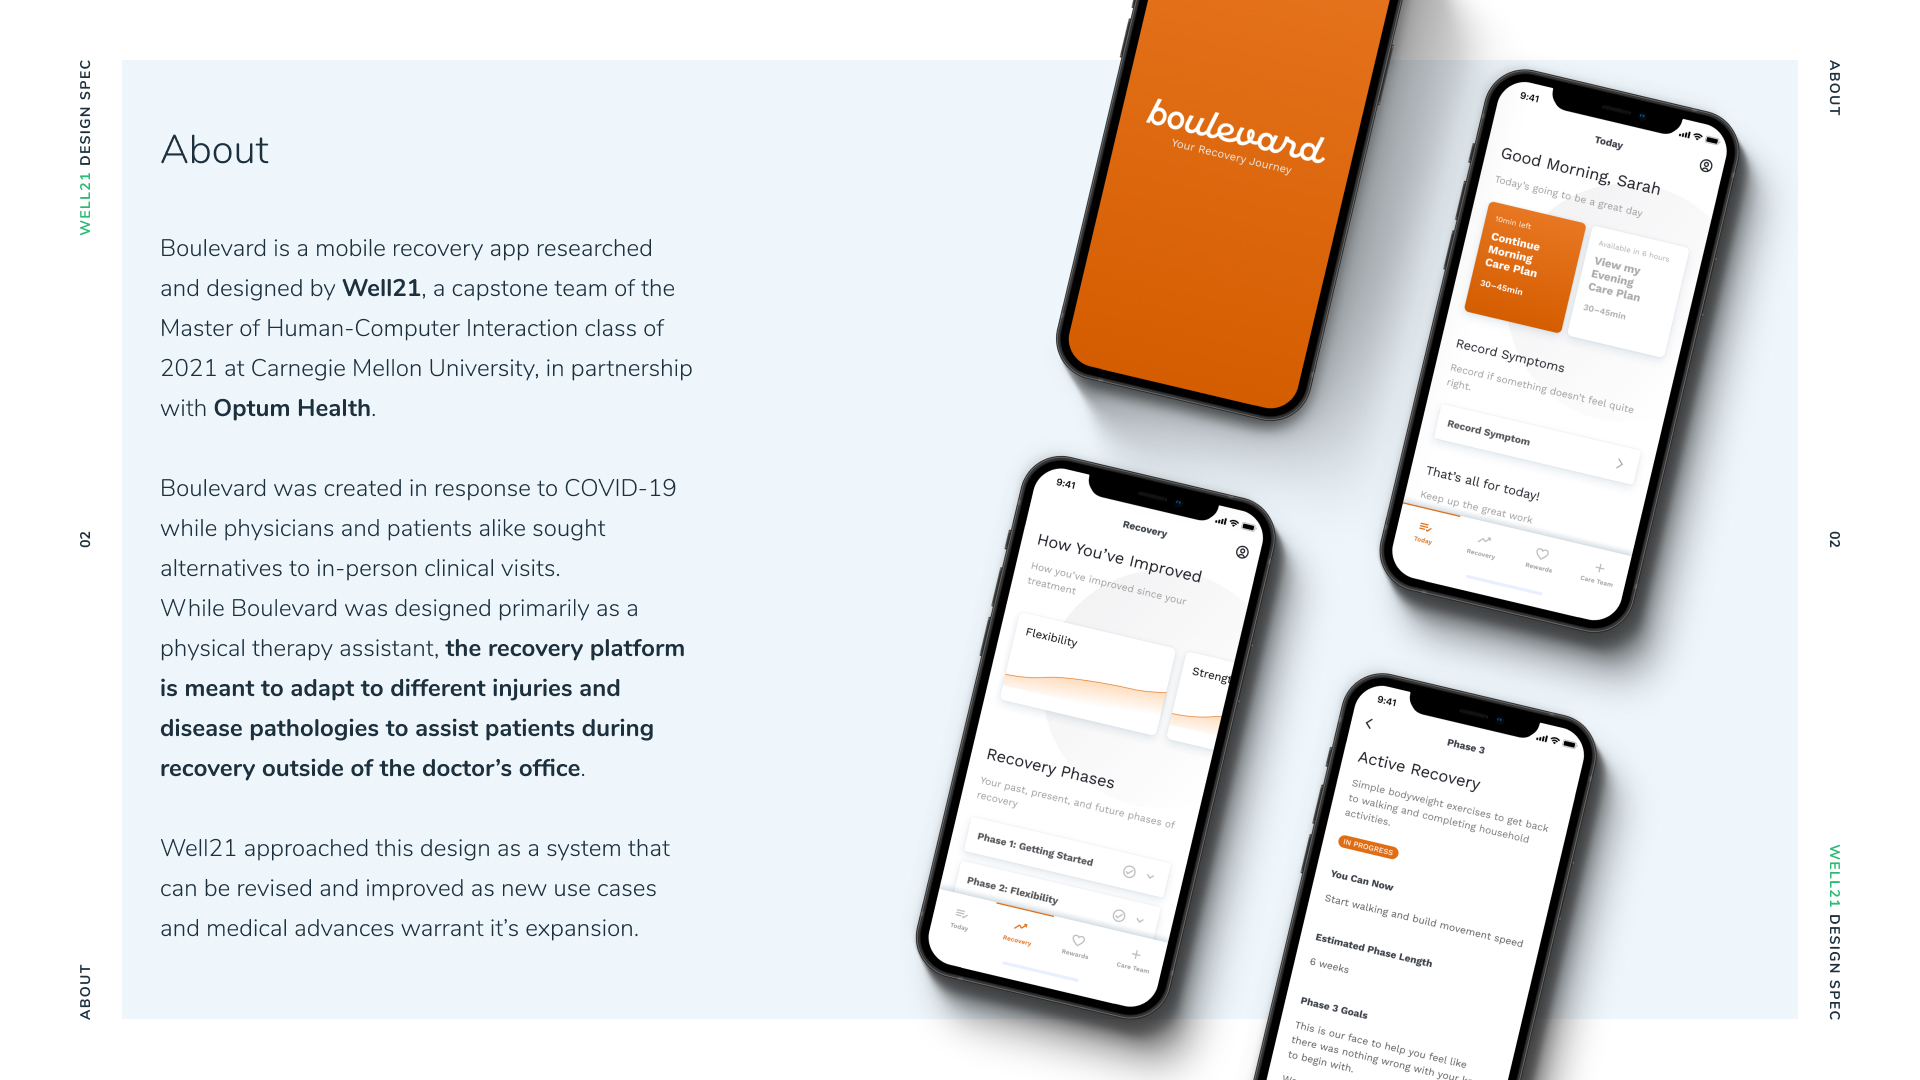 WELL21 DESIGN SPEC
02
ABOUT
About
Boulevard is a mobile recovery app researched
and designed by Well21, a capstone team of the
Master of Human-Computer Interaction class of
2021 at Carnegie Mellon University, in partnership
with Optum Health.
Boulevard was created in response to COVID-19
while physicians and patients alike sought
alternatives to in-person clinical visits.
While Boulevard was designed primarily as a
physical therapy assistant, the recovery platform
is meant to adapt to different injuries and
disease pathologies to assist patients during
recovery outside of the doctor’s office.
Well21 approached this design as a system that
can be revised and improved as new use cases
and medical advances warrant it’s expansion.
boulevard
Your Recovery Journey
9:41
Today
Good Morning, Sarah
Today's going to be a great day
10min left
Continue
Morning
Care Plan
30–45min
Available in 6 hours
View my
Evening
Care Plan
30–45min
Record Symptoms
Record if something doesn't feel quite
right.
Record Symptom
That's all for today!
Keep up the great work
Today
Recovery
Rewards
Care Team
9:41
Recovery
How You’ve Improved
How you’ve improved since your
treatment
Flexibility
Streng
Recovery Phases
Your past, present, and future phases of
recovery
Phase 1: Getting Started
Phase 2: Flexibility
Today
Recovery
Rewards
Care Team
9:41
Phase 3
Active Recovery
Simple bodyweight exercises to get back
to walking and completing household
activities.
IN PROGRESS
You Can Now
Start walking and build movement speed
Estimated Phase Length
6 weeks
Phase 3 Goals
This is our face to help you feel like
there was nothing wrong with your
to begin with.
ABOUT
02
WELL21 DESIGN SPEC